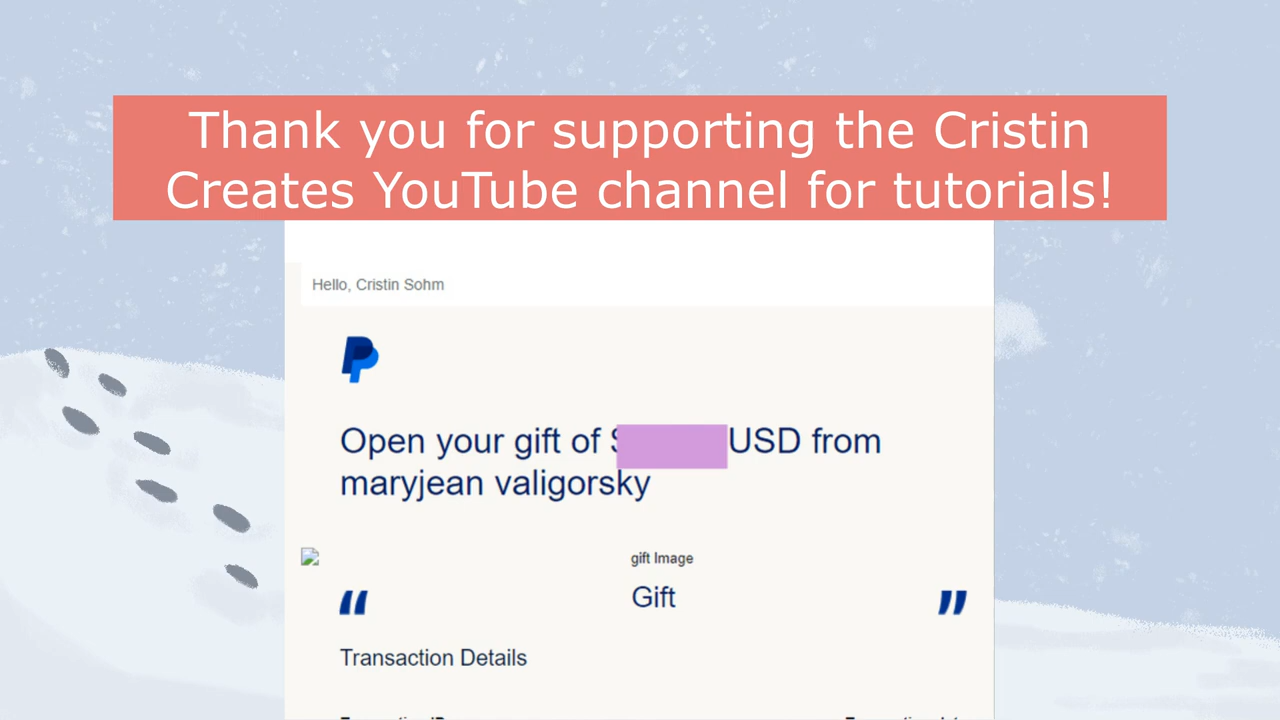 Thank you for supporting the Cristin
Creates YouTube channel for tutorials!
Hello, Cristin Sohm
Open your gift of USD from
maryjean valigorsky
gift Image
“ Gift ”
Transaction Details